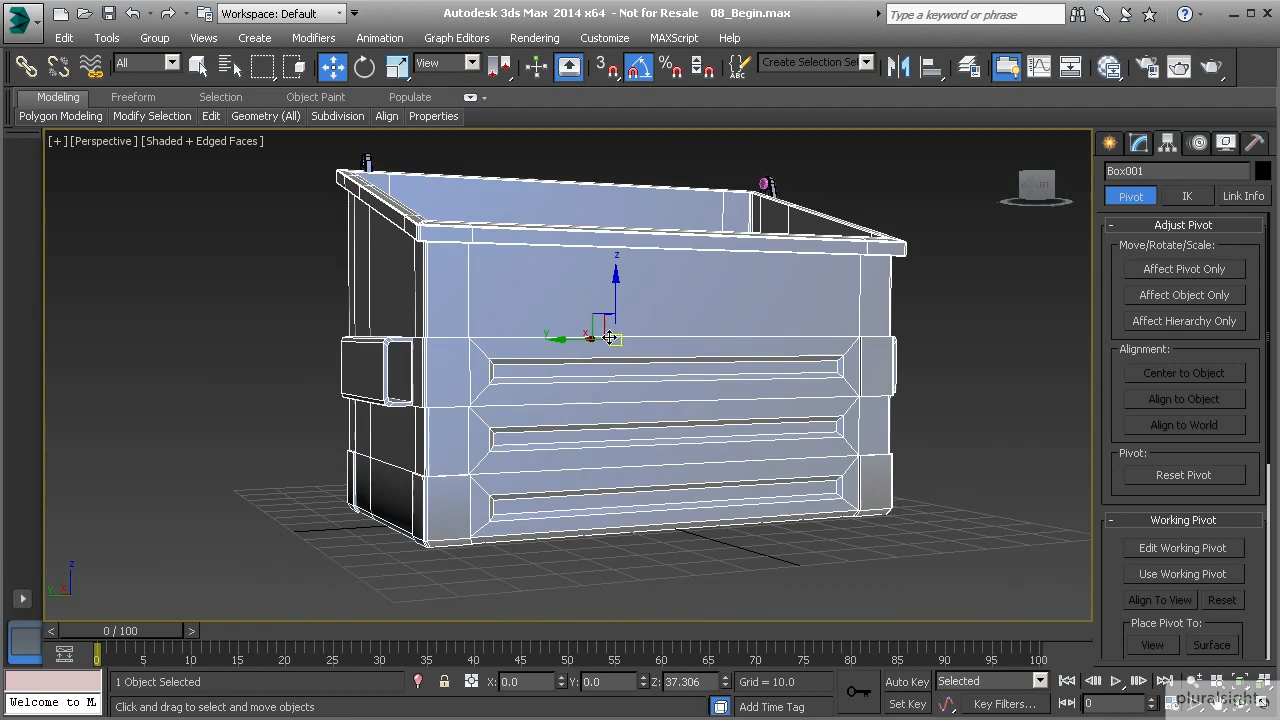 Workspace: Default
Autodesk 3ds Max 2014 x64 - Not for Resale 08_Begin.max
Type a keyword or phrase
Edit Tools Group Views Create Modifiers Animation Graph Editors Rendering Customize MAXScript Help
All View Create Selection Se
3 %
Modeling Freeform Selection Object Paint Populate
Polygon Modeling Modify Selection Edit Geometry (All) Subdivision Align Properties
[+] [Perspective] [Shaded + Edged Faces]
Box001
Pivot IK Link Info
- Adjust Pivot
Move/Rotate/Scale:
Affect Pivot Only
Affect Object Only
Affect Hierarchy Only
Alignment:
Center to Object
Align to Object
Align to World
Pivot:
Reset Pivot
- Working Pivot
Edit Working Pivot
Use Working Pivot
Align To View Reset
Place Pivot To:
View Surface
z
y x
z
y x
< 0 / 100 >
0 5 10 15 20 25 30 35 40 45 50 55 60 65 70 75 80 85 90 95 100
1 Object Selected X: 0.0 Y: 0.0 Z: 37.306 Grid = 10.0 Auto Key Selected
Welcome to M Click and drag to select and move objects Add Time Tag Set Key Key Filters... 0
pluralsight